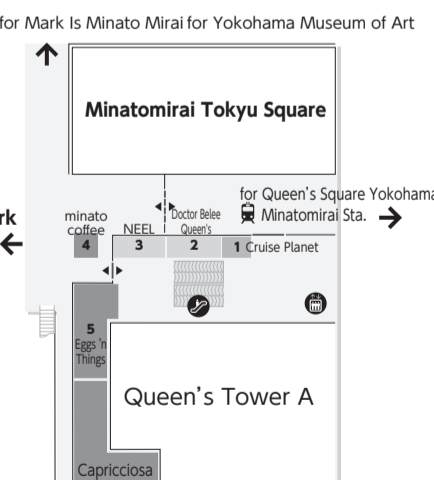 for Mark Is Minato Mirai for Yokohama Museum of Art
Minatomirai Tokyu Square
for Queen's Square Yokohama
Minatomirai Sta.
rk
minato
coffee
4
NEEL
3
Doctor Belee
Queen's
2
1 Cruise Planet
5
Eggs 'n
Things
Queen's Tower A
Capricciosa